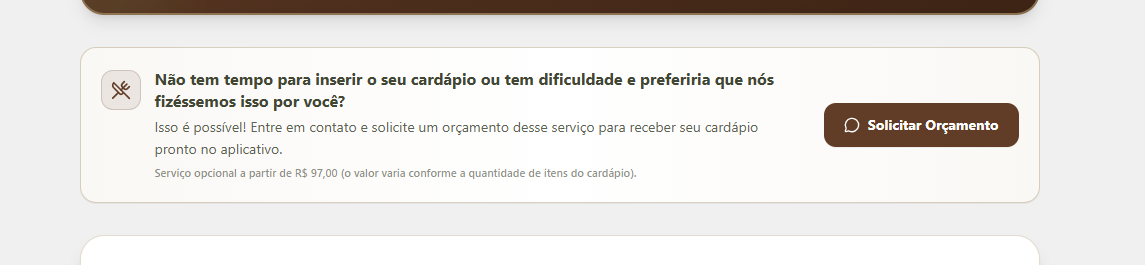 Não tem tempo para inserir o seu cardápio ou tem dificuldade e preferiria que nós
fizéssemos isso por você?
Isso é possível! Entre em contato e solicite um orçamento desse serviço para receber seu cardápio
pronto no aplicativo.
Serviço opcional a partir de R$ 97,00 (o valor varia conforme a quantidade de itens do cardápio).
Solicitar Orçamento